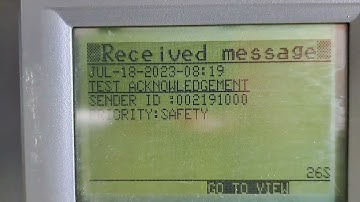 Received message
JUL-18-2023-08:19
TEST ACKNOWLEDGEMENT
SENDER ID :002191000
PRIORITY:SAFETY
26S
GO TO VIEW